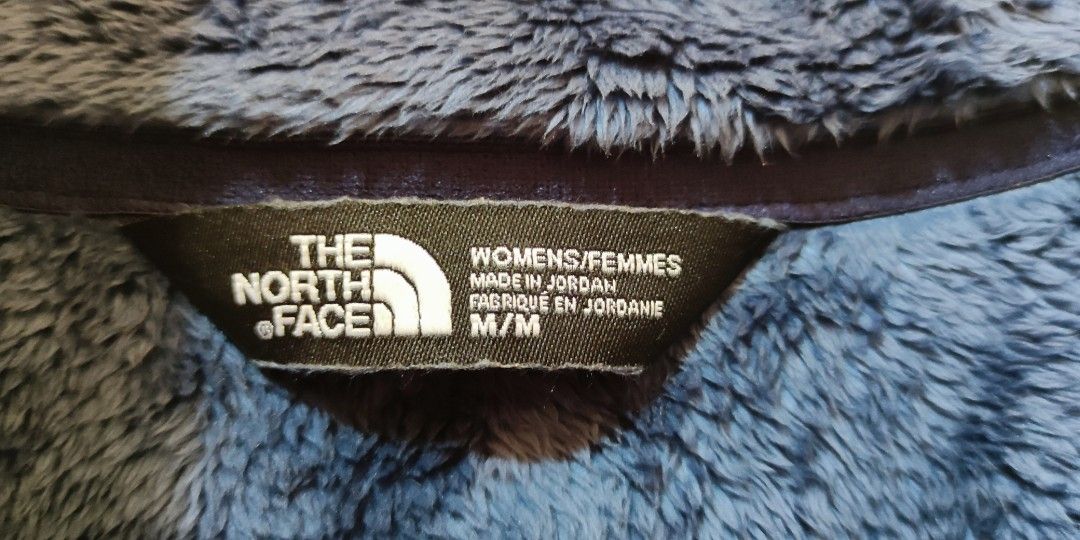 THE
NORTH
®FACE
WOMENS/FEMMES
MADE IN JORDAN
FABRIQUÉ EN JORDANIE
M/M